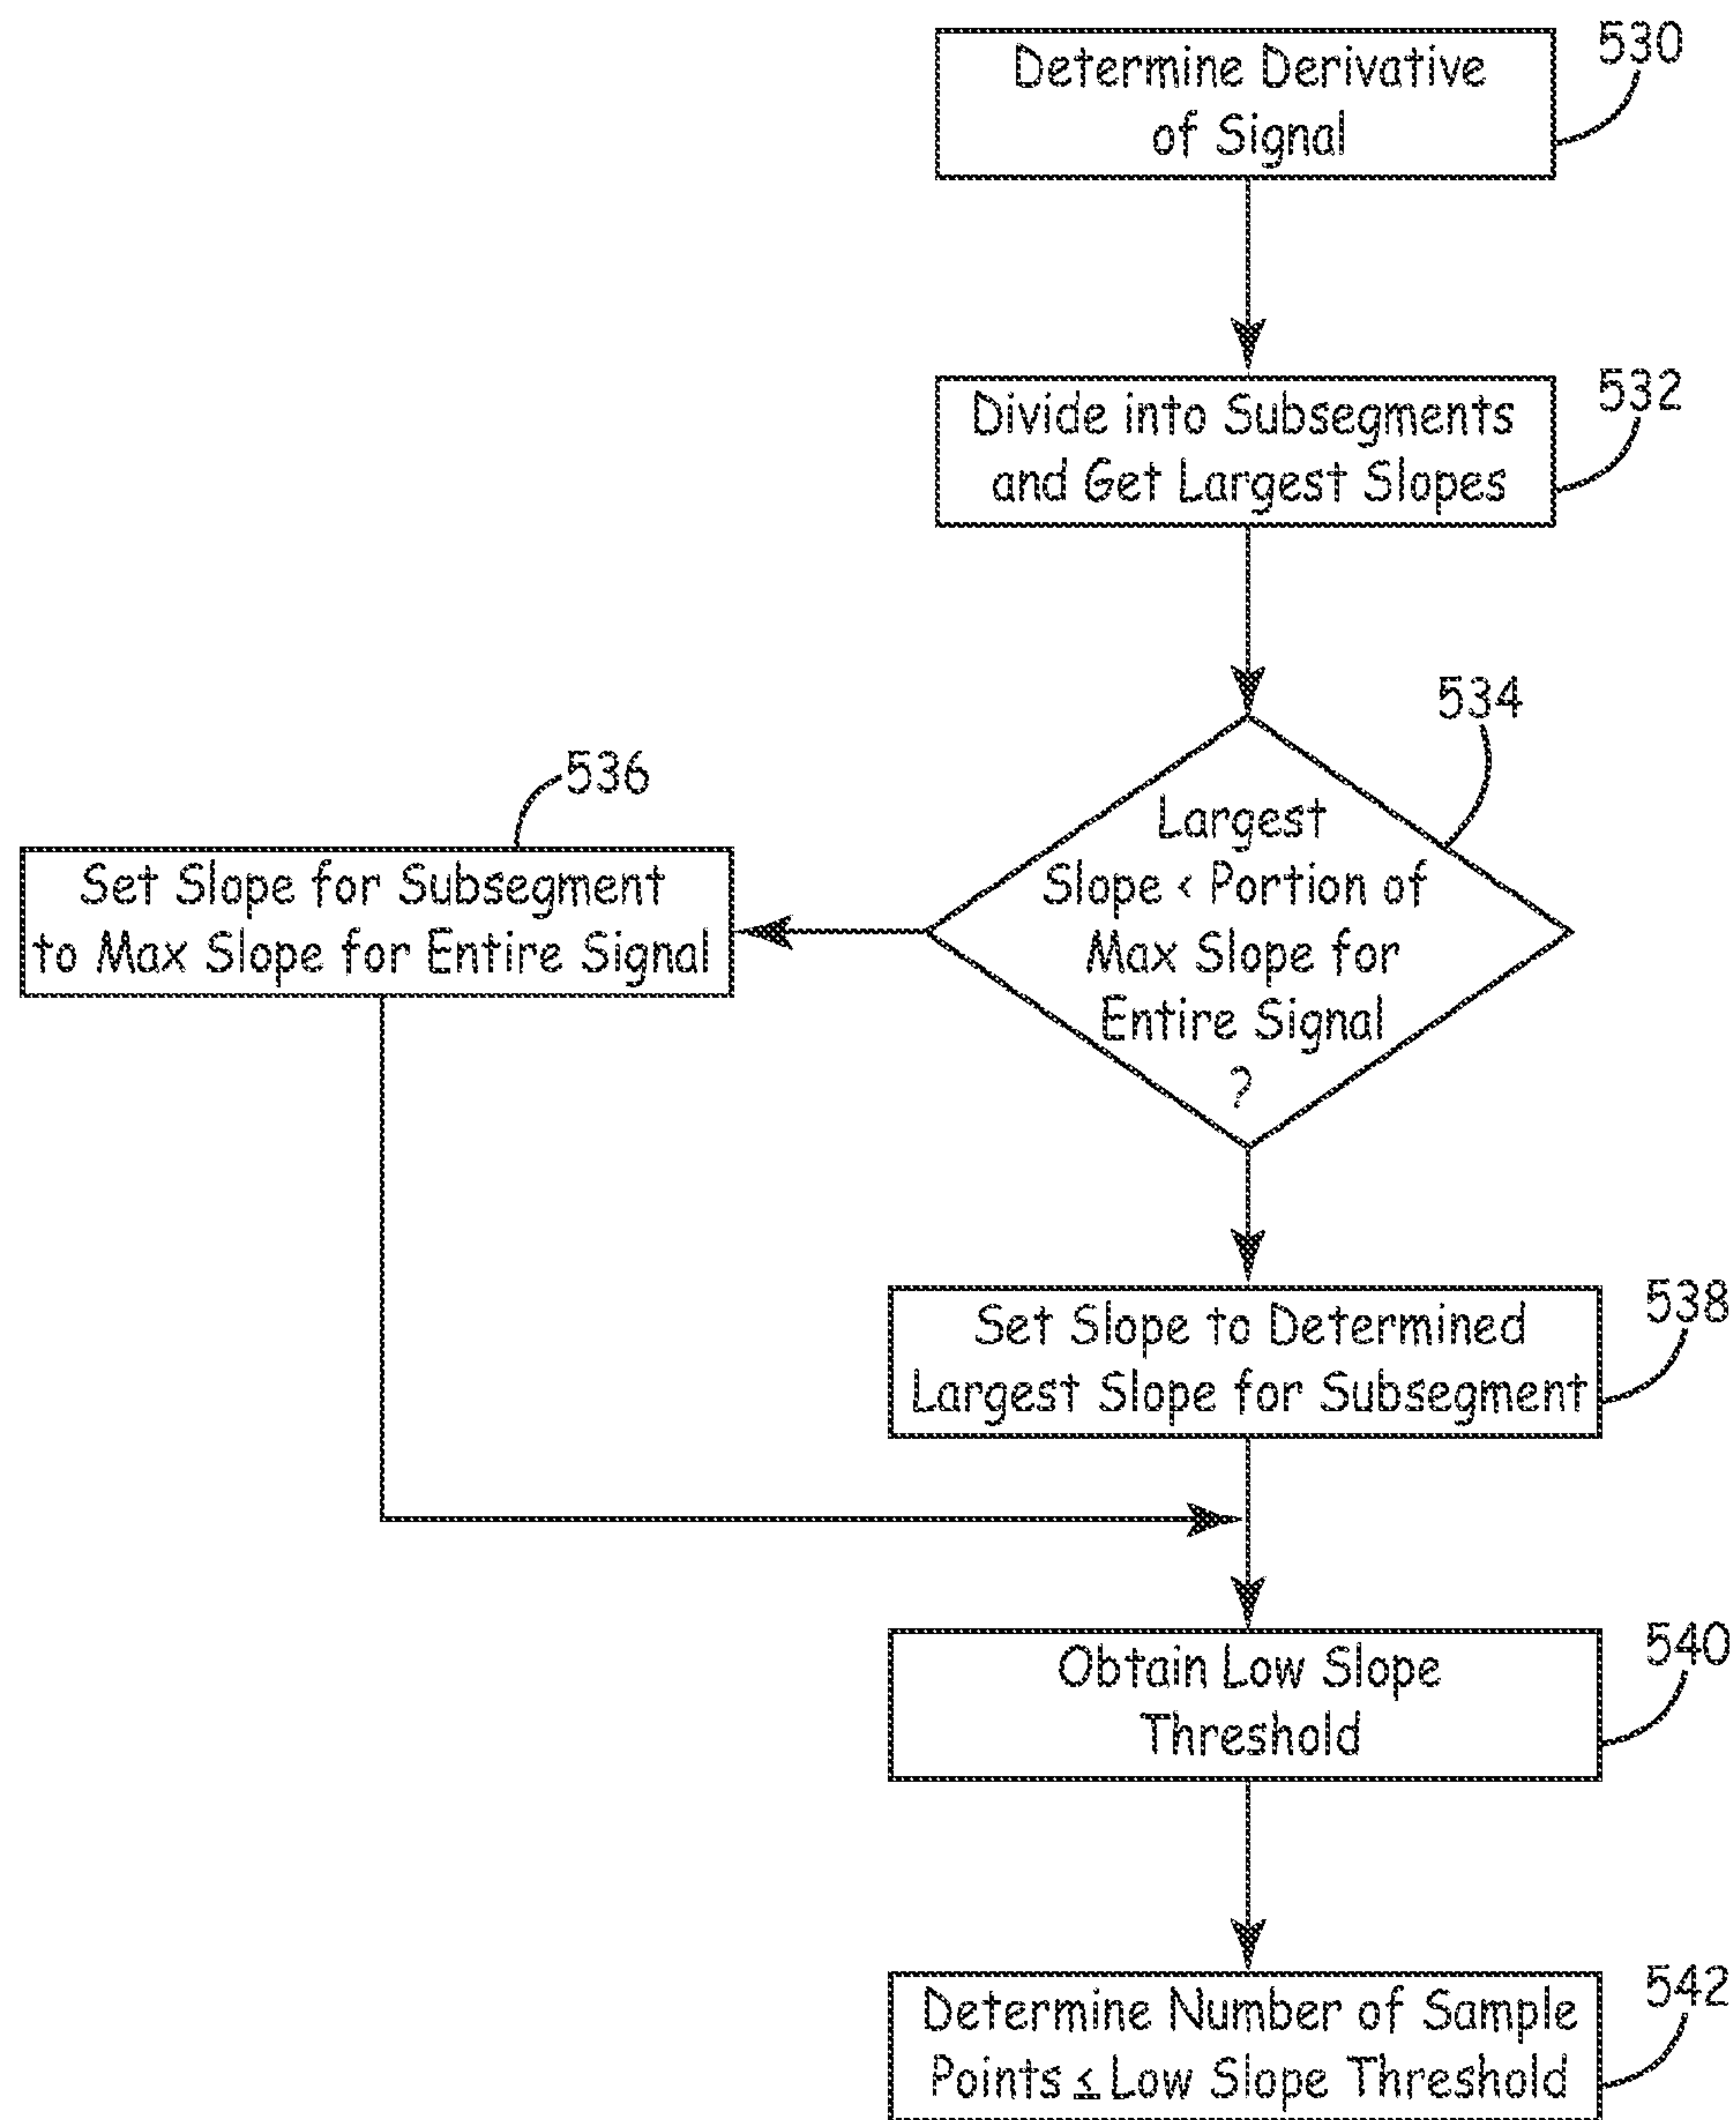 530
Determine Derivative
of Signal
532
Divide into Subsegments
and Get Largest Slopes
534
Largest
Slope < Portion of
Max Slope for
Entire Signal
?
536
Set Slope for Subsegment
to Max Slope for Entire Signal
538
Set Slope to Determined
Largest Slope for Subsegment
540
Obtain Low Slope
Threshold
542
Determine Number of Sample
Points ≤ Low Slope Threshold